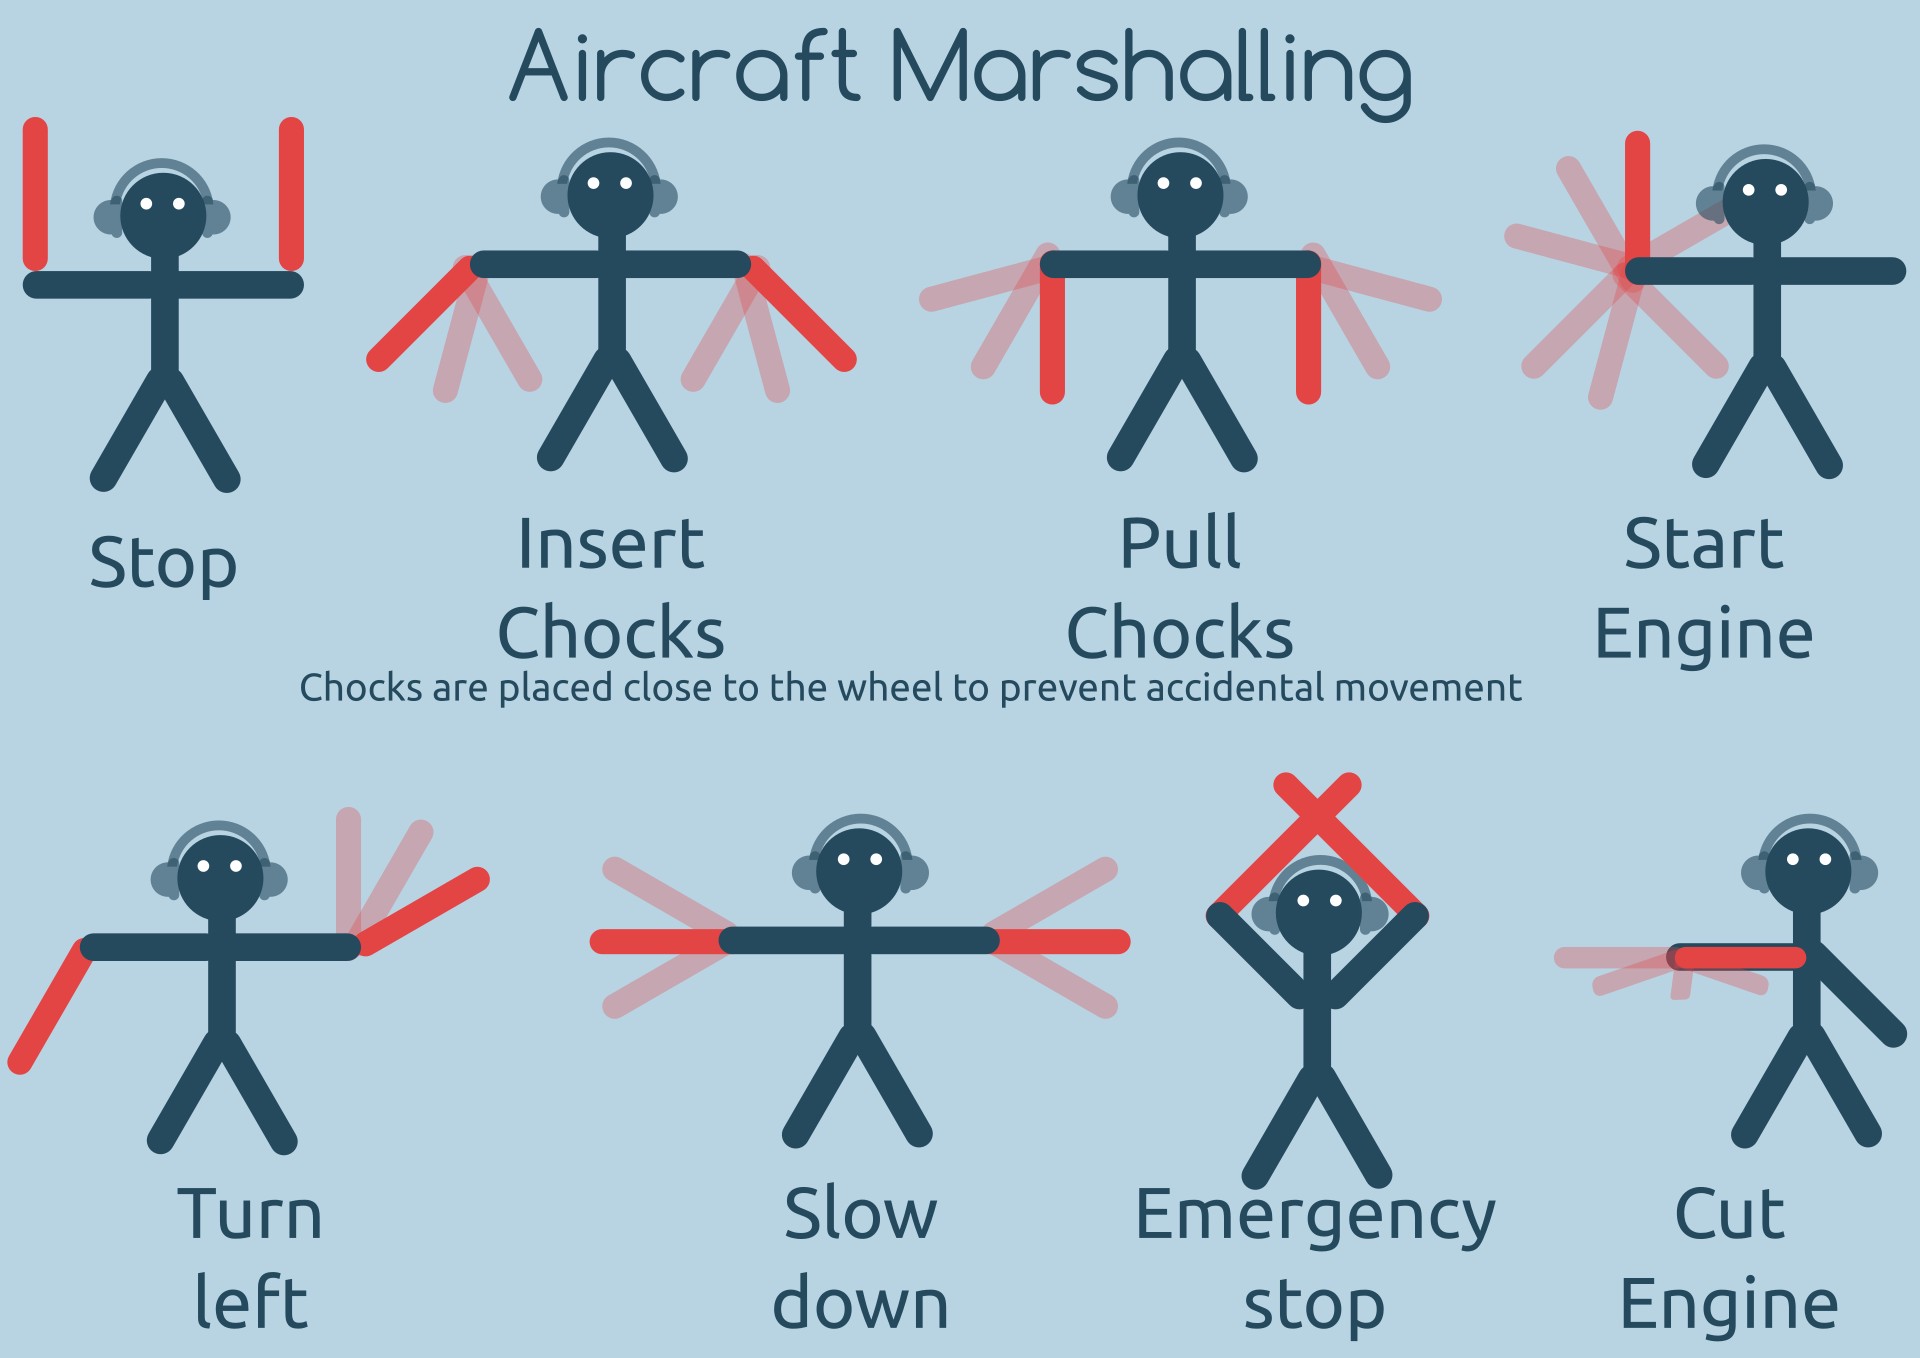 Aircraft Marshalling
Stop
Insert
Chocks
Pull
Chocks
Start
Engine
Chocks are placed close to the wheel to prevent accidental movement
Turn
left
Slow
down
Emergency
stop
Cut
Engine